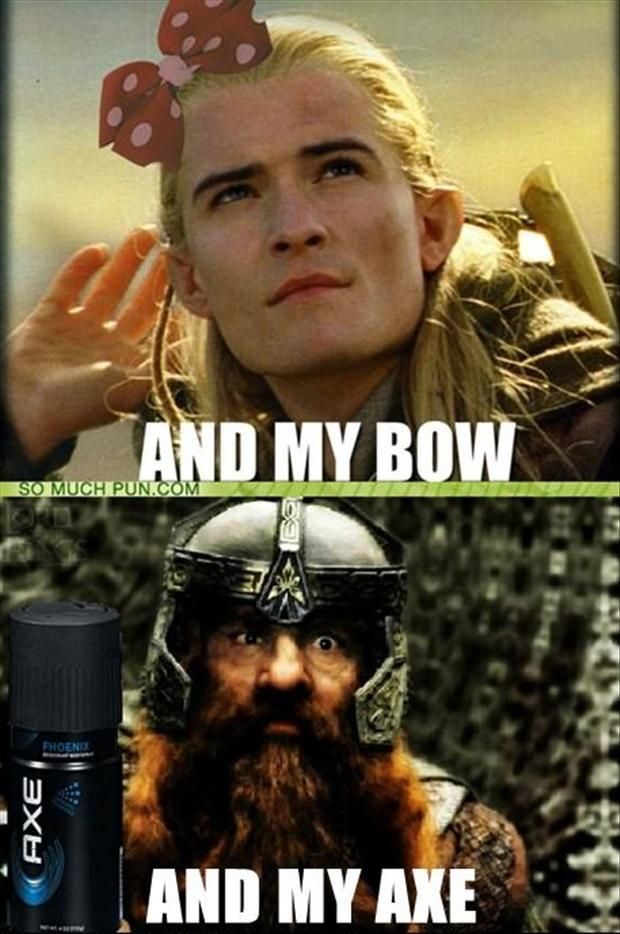 AND MY BOW
SO MUCH PUN.COM
PHOENIX
AXE
AND MY AXE